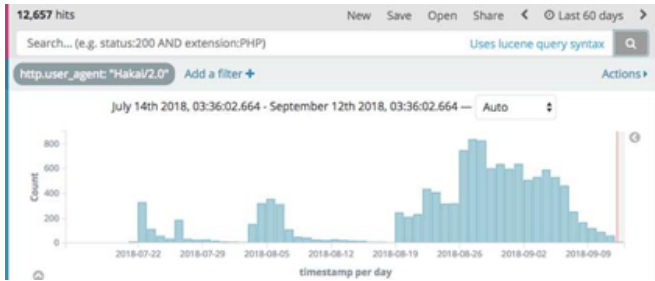 12,657 hits New Save Open Share Last 60 days
Search... (e.g. status:200 AND extension:PHP) Uses lucene query syntax
http.user_agent: "Hakai/2.0" Add a filter + Actions
July 14th 2018, 03:36:02.664 - September 12th 2018, 03:36:02.664 — Auto
800
600
400
200
0
Count
2018-07-22 2018-07-29 2018-08-05 2018-08-12 2018-08-19 2018-08-26 2018-09-02 2018-09-09
timestamp per day